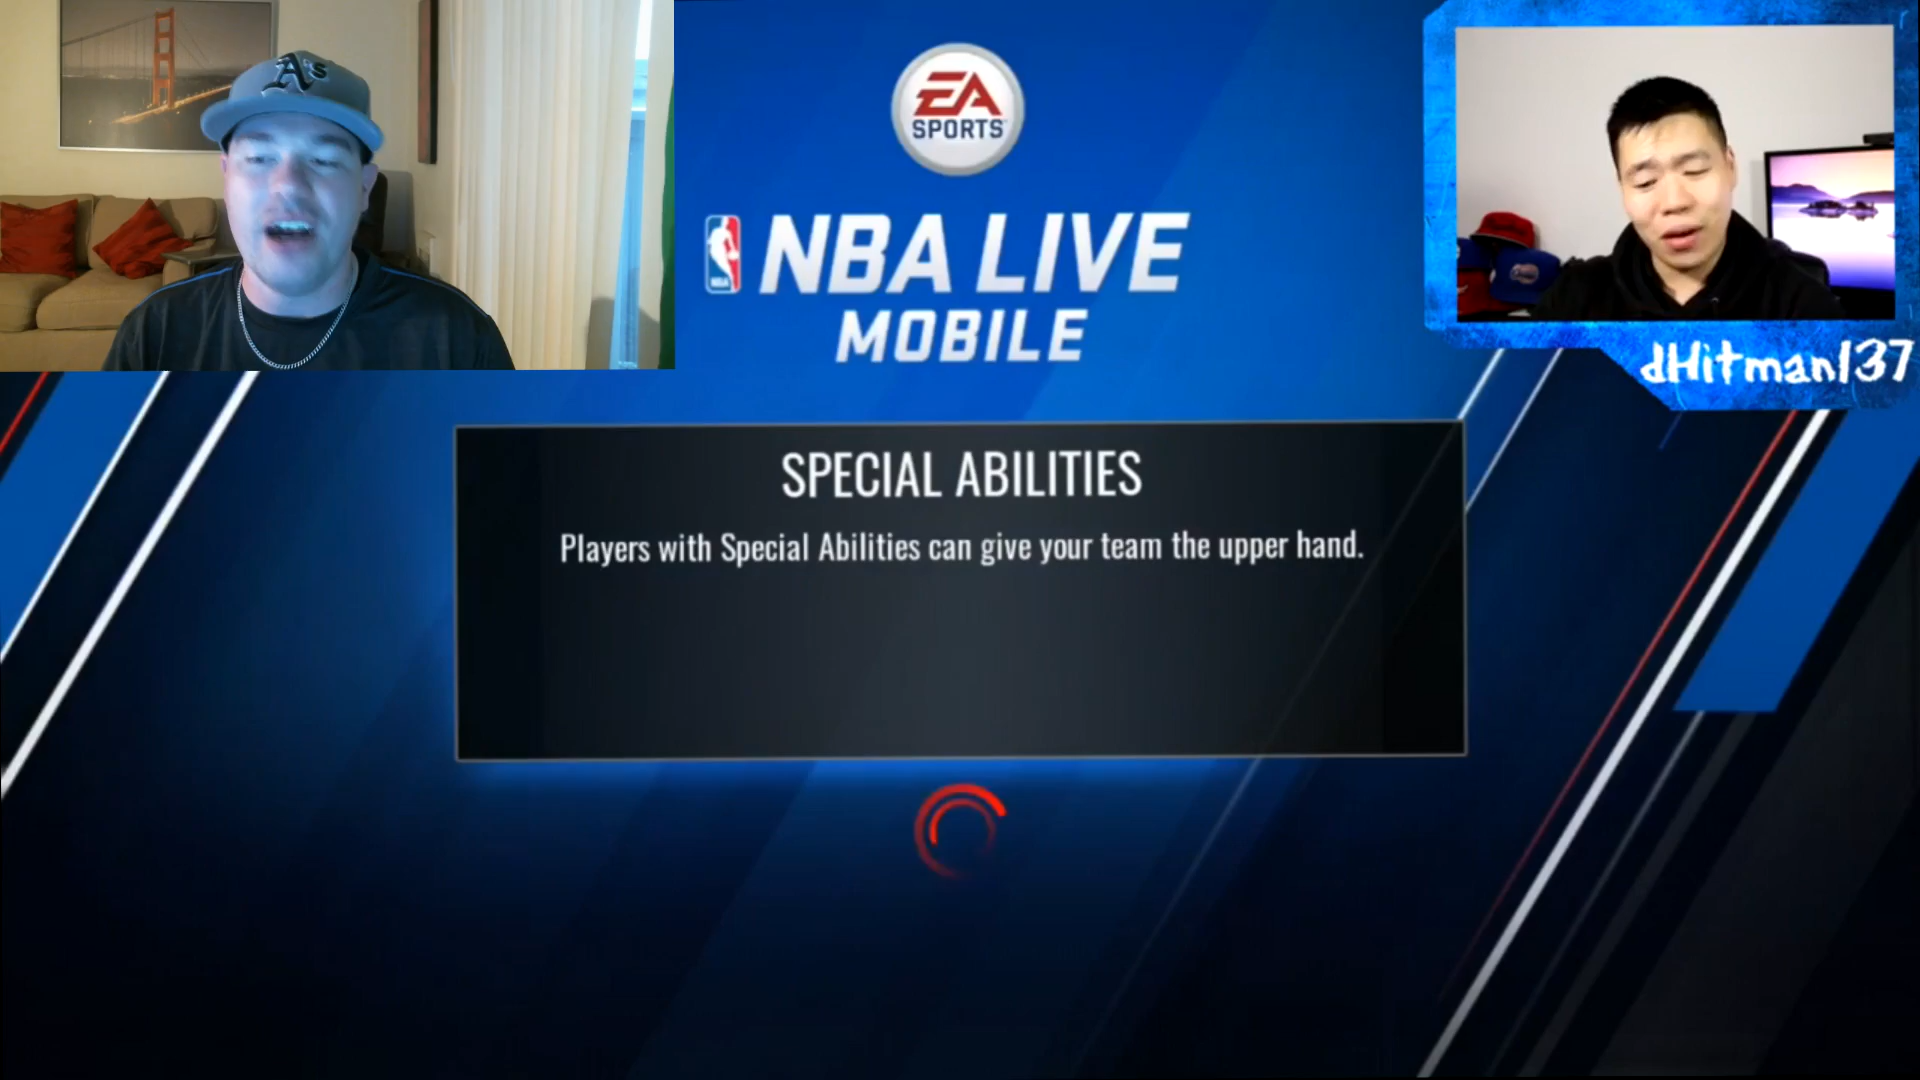 A's
EA
SPORTS
NBA
NBA LIVE
MOBILE
dHitman137
SPECIAL ABILITIES
Players with Special Abilities can give your team the upper hand.